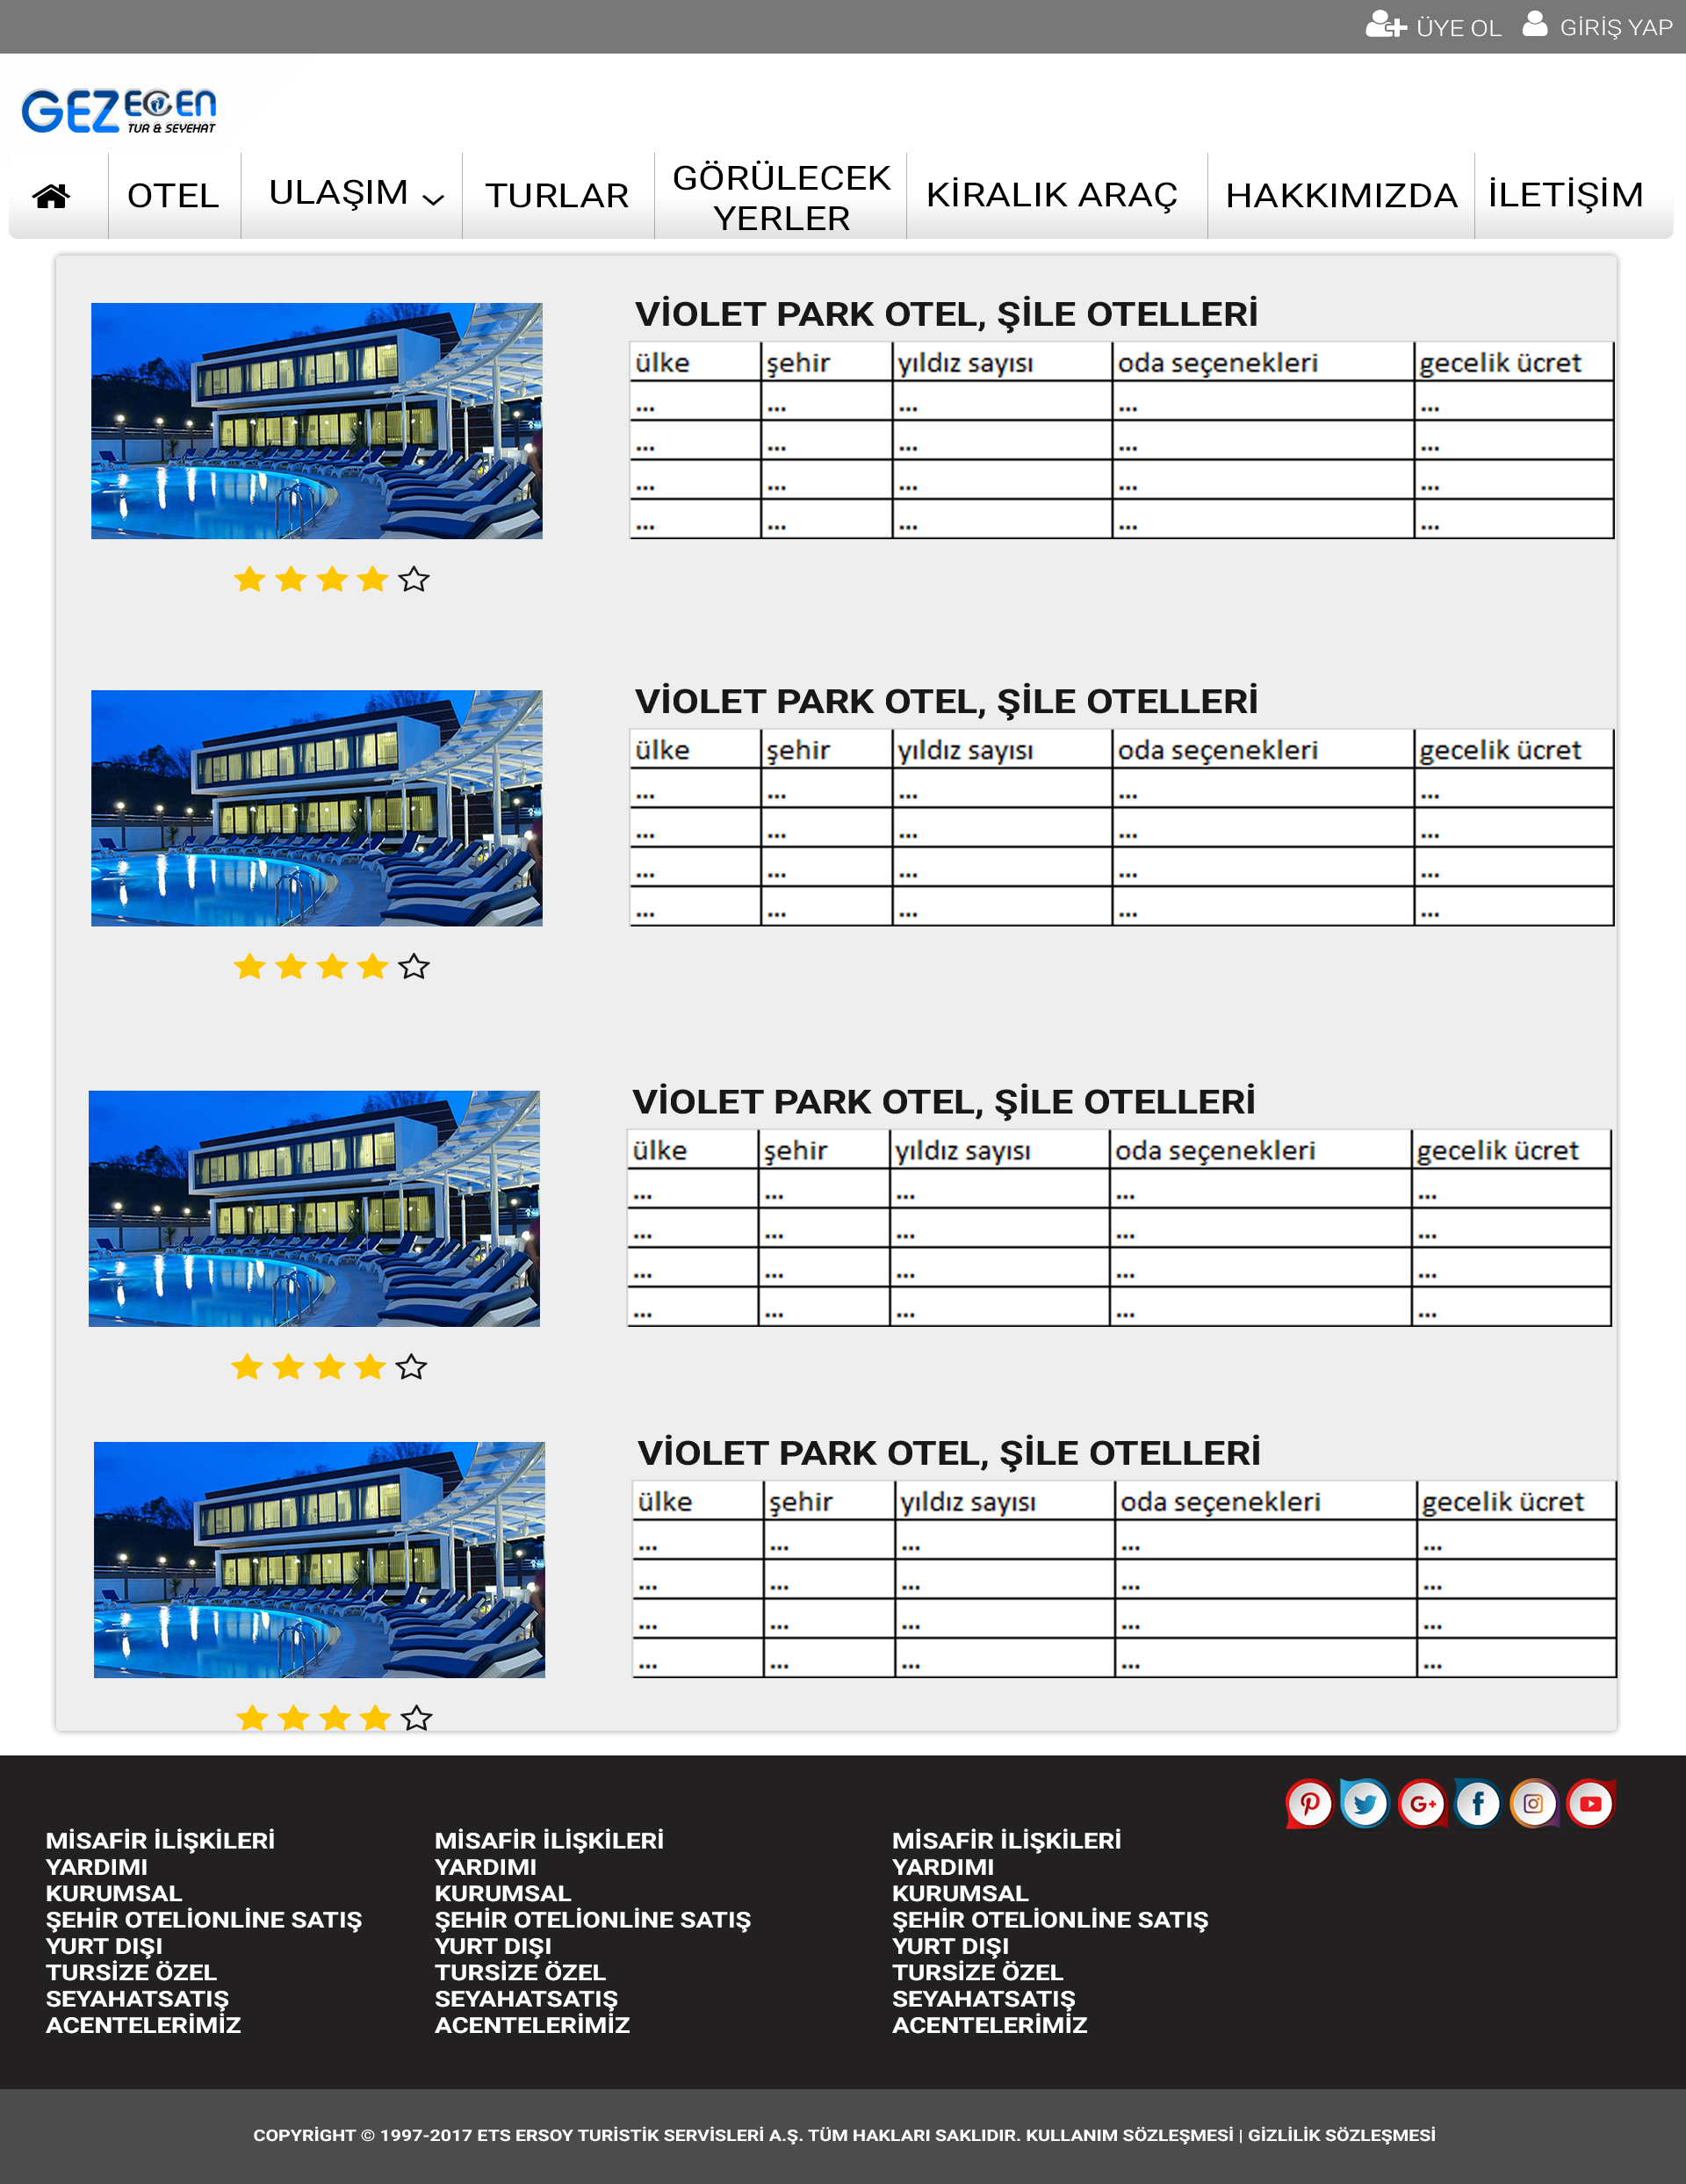 ÜYE OL GİRİŞ YAP
GEZEGEN
TUR & SEYEHAT
OTEL ULAŞIM TURLAR GÖRÜLECEK YERLER KİRALIK ARAÇ HAKKIMIZDA İLETİŞİM
VİOLET PARK OTEL, ŞİLE OTELLERİ
ülke şehir yıldız sayısı oda seçenekleri gecelik ücret
... ... ... ... ...
... ... ... ... ...
... ... ... ... ...
... ... ... ... ...
VİOLET PARK OTEL, ŞİLE OTELLERİ
ülke şehir yıldız sayısı oda seçenekleri gecelik ücret
... ... ... ... ...
... ... ... ... ...
... ... ... ... ...
... ... ... ... ...
VİOLET PARK OTEL, ŞİLE OTELLERİ
ülke şehir yıldız sayısı oda seçenekleri gecelik ücret
... ... ... ... ...
... ... ... ... ...
... ... ... ... ...
... ... ... ... ...
VİOLET PARK OTEL, ŞİLE OTELLERİ
ülke şehir yıldız sayısı oda seçenekleri gecelik ücret
... ... ... ... ...
... ... ... ... ...
... ... ... ... ...
... ... ... ... ...
MİSAFİR İLİŞKİLERİ
YARDIMI
KURUMSAL
ŞEHİR OTELİONLİNE SATIŞ
YURT DIŞI
TURSİZE ÖZEL
SEYAHATSATIŞ
ACENTELERİMİZ
MİSAFİR İLİŞKİLERİ
YARDIMI
KURUMSAL
ŞEHİR OTELİONLİNE SATIŞ
YURT DIŞI
TURSİZE ÖZEL
SEYAHATSATIŞ
ACENTELERİMİZ
MİSAFİR İLİŞKİLERİ
YARDIMI
KURUMSAL
ŞEHİR OTELİONLİNE SATIŞ
YURT DIŞI
TURSİZE ÖZEL
SEYAHATSATIŞ
ACENTELERİMİZ
COPYRİGHT © 1997-2017 ETS ERSOY TURİSTİK SERVİSLERİ A.Ş. TÜM HAKLARI SAKLIDIR. KULLANIM SÖZLEŞMESİ | GİZLİLİK SÖZLEŞMESİ